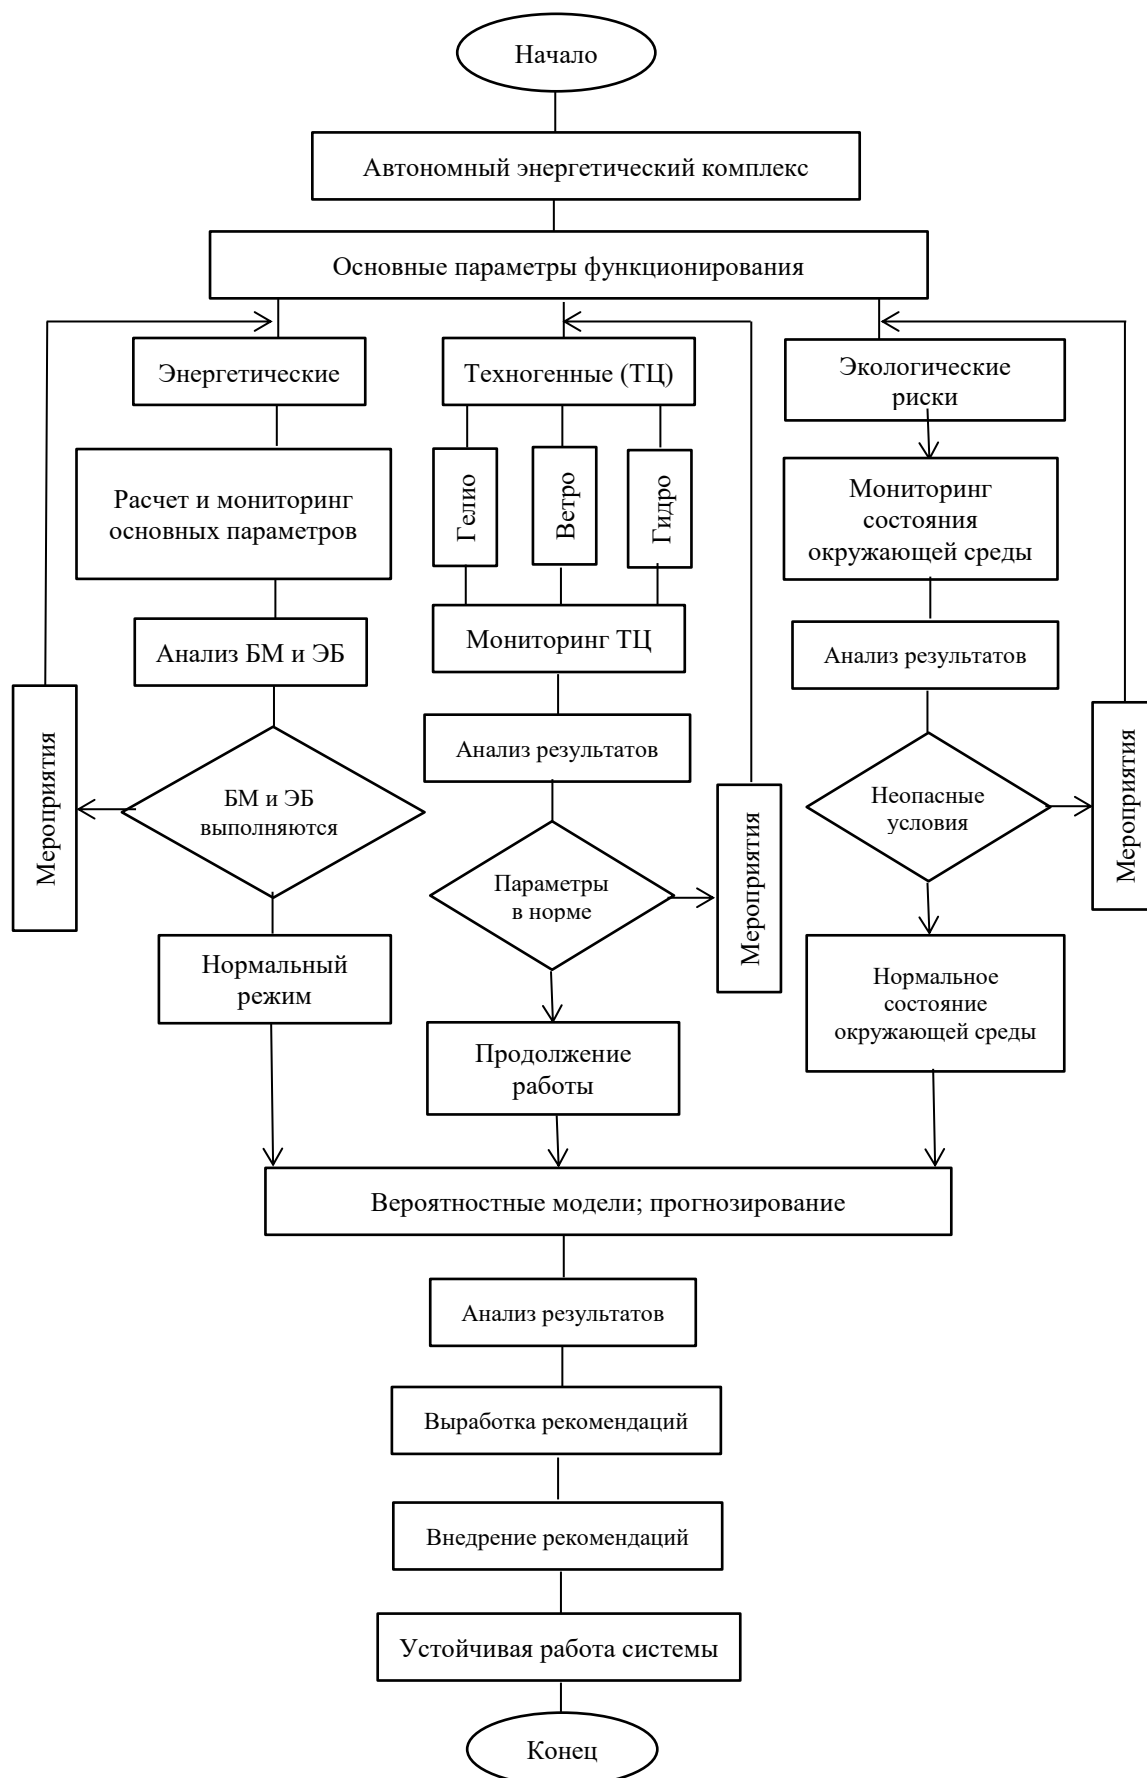 Начало
Автономный энергетический комплекс
Основные параметры функционирования
Энергетические
Расчет и мониторинг
основных параметров
Анализ БМ и ЭБ
Мероприятия
БМ и ЭБ
выполняются
Нормальный
режим
Техногенные (ТЦ)
Гелио
Ветро
Гидро
Мониторинг ТЦ
Анализ результатов
Параметры
в норме
Мероприятия
Продолжение
работы
Экологические
риски
Мониторинг
состояния
окружающей среды
Анализ результатов
Неопасные
условия
Мероприятия
Нормальное
состояние
окружающей среды
Вероятностные модели; прогнозирование
Анализ результатов
Выработка рекомендаций
Внедрение рекомендаций
Устойчивая работа системы
Конец